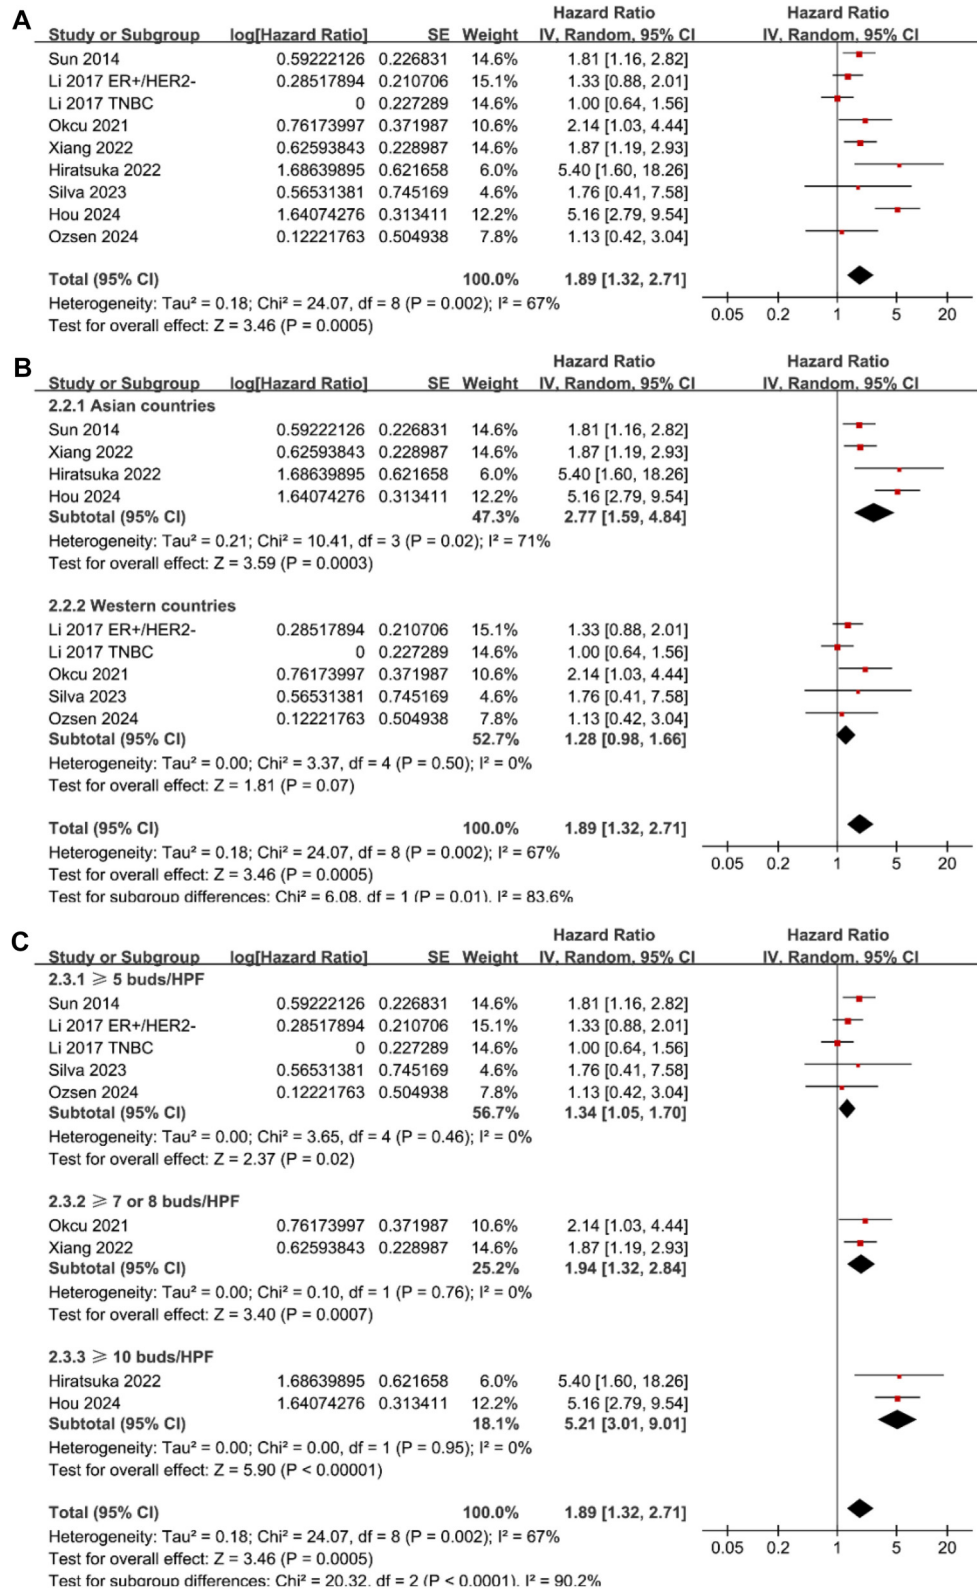 A
Hazard Ratio Hazard Ratio
Study or Subgroup log[Hazard Ratio] SE Weight IV, Random, 95% CI IV, Random, 95% CI
Sun 2014 0.59222126 0.226831 14.6% 1.81 [1.16, 2.82]
Li 2017 ER+/HER2- 0.28517894 0.210706 15.1% 1.33 [0.88, 2.01]
Li 2017 TNBC 0 0.227289 14.6% 1.00 [0.64, 1.56]
Okcu 2021 0.76173997 0.371987 10.6% 2.14 [1.03, 4.44]
Xiang 2022 0.62593843 0.228987 14.6% 1.87 [1.19, 2.93]
Hiratsuka 2022 1.68639895 0.621658 6.0% 5.40 [1.60, 18.26]
Silva 2023 0.56531381 0.745169 4.6% 1.76 [0.41, 7.58]
Hou 2024 1.64074276 0.313411 12.2% 5.16 [2.79, 9.54]
Ozsen 2024 0.12221763 0.504938 7.8% 1.13 [0.42, 3.04]
Total (95% CI) 100.0% 1.89 [1.32, 2.71]
Heterogeneity: Tau² = 0.18; Chi² = 24.07, df = 8 (P = 0.002); I² = 67%
Test for overall effect: Z = 3.46 (P = 0.0005)
0.05 0.2 1 5 20
B
Hazard Ratio Hazard Ratio
Study or Subgroup log[Hazard Ratio] SE Weight IV, Random, 95% CI IV, Random, 95% CI
2.2.1 Asian countries
Sun 2014 0.59222126 0.226831 14.6% 1.81 [1.16, 2.82]
Xiang 2022 0.62593843 0.228987 14.6% 1.87 [1.19, 2.93]
Hiratsuka 2022 1.68639895 0.621658 6.0% 5.40 [1.60, 18.26]
Hou 2024 1.64074276 0.313411 12.2% 5.16 [2.79, 9.54]
Subtotal (95% CI) 47.3% 2.77 [1.59, 4.84]
Heterogeneity: Tau² = 0.21; Chi² = 10.41, df = 3 (P = 0.02); I² = 71%
Test for overall effect: Z = 3.59 (P = 0.0003)
2.2.2 Western countries
Li 2017 ER+/HER2- 0.28517894 0.210706 15.1% 1.33 [0.88, 2.01]
Li 2017 TNBC 0 0.227289 14.6% 1.00 [0.64, 1.56]
Okcu 2021 0.76173997 0.371987 10.6% 2.14 [1.03, 4.44]
Silva 2023 0.56531381 0.745169 4.6% 1.76 [0.41, 7.58]
Ozsen 2024 0.12221763 0.504938 7.8% 1.13 [0.42, 3.04]
Subtotal (95% CI) 52.7% 1.28 [0.98, 1.66]
Heterogeneity: Tau² = 0.00; Chi² = 3.37, df = 4 (P = 0.50); I² = 0%
Test for overall effect: Z = 1.81 (P = 0.07)
Total (95% CI) 100.0% 1.89 [1.32, 2.71]
Heterogeneity: Tau² = 0.18; Chi² = 24.07, df = 8 (P = 0.002); I² = 67%
Test for overall effect: Z = 3.46 (P = 0.0005)
Test for subgroup differences: Chi² = 6.08, df = 1 (P = 0.01), I² = 83.6%
0.05 0.2 1 5 20
C
Hazard Ratio Hazard Ratio
Study or Subgroup log[Hazard Ratio] SE Weight IV, Random, 95% CI IV, Random, 95% CI
2.3.1 ⩾ 5 buds/HPF
Sun 2014 0.59222126 0.226831 14.6% 1.81 [1.16, 2.82]
Li 2017 ER+/HER2- 0.28517894 0.210706 15.1% 1.33 [0.88, 2.01]
Li 2017 TNBC 0 0.227289 14.6% 1.00 [0.64, 1.56]
Silva 2023 0.56531381 0.745169 4.6% 1.76 [0.41, 7.58]
Ozsen 2024 0.12221763 0.504938 7.8% 1.13 [0.42, 3.04]
Subtotal (95% CI) 56.7% 1.34 [1.05, 1.70]
Heterogeneity: Tau² = 0.00; Chi² = 3.65, df = 4 (P = 0.46); I² = 0%
Test for overall effect: Z = 2.37 (P = 0.02)
2.3.2 ⩾ 7 or 8 buds/HPF
Okcu 2021 0.76173997 0.371987 10.6% 2.14 [1.03, 4.44]
Xiang 2022 0.62593843 0.228987 14.6% 1.87 [1.19, 2.93]
Subtotal (95% CI) 25.2% 1.94 [1.32, 2.84]
Heterogeneity: Tau² = 0.00; Chi² = 0.10, df = 1 (P = 0.76); I² = 0%
Test for overall effect: Z = 3.40 (P = 0.0007)
2.3.3 ⩾ 10 buds/HPF
Hiratsuka 2022 1.68639895 0.621658 6.0% 5.40 [1.60, 18.26]
Hou 2024 1.64074276 0.313411 12.2% 5.16 [2.79, 9.54]
Subtotal (95% CI) 18.1% 5.21 [3.01, 9.01]
Heterogeneity: Tau² = 0.00; Chi² = 0.00, df = 1 (P = 0.95); I² = 0%
Test for overall effect: Z = 5.90 (P < 0.00001)
Total (95% CI) 100.0% 1.89 [1.32, 2.71]
Heterogeneity: Tau² = 0.18; Chi² = 24.07, df = 8 (P = 0.002); I² = 67%
Test for overall effect: Z = 3.46 (P = 0.0005)
Test for subgroup differences: Chi² = 20.32, df = 2 (P < 0.0001), I² = 90.2%
0.05 0.2 1 5 20